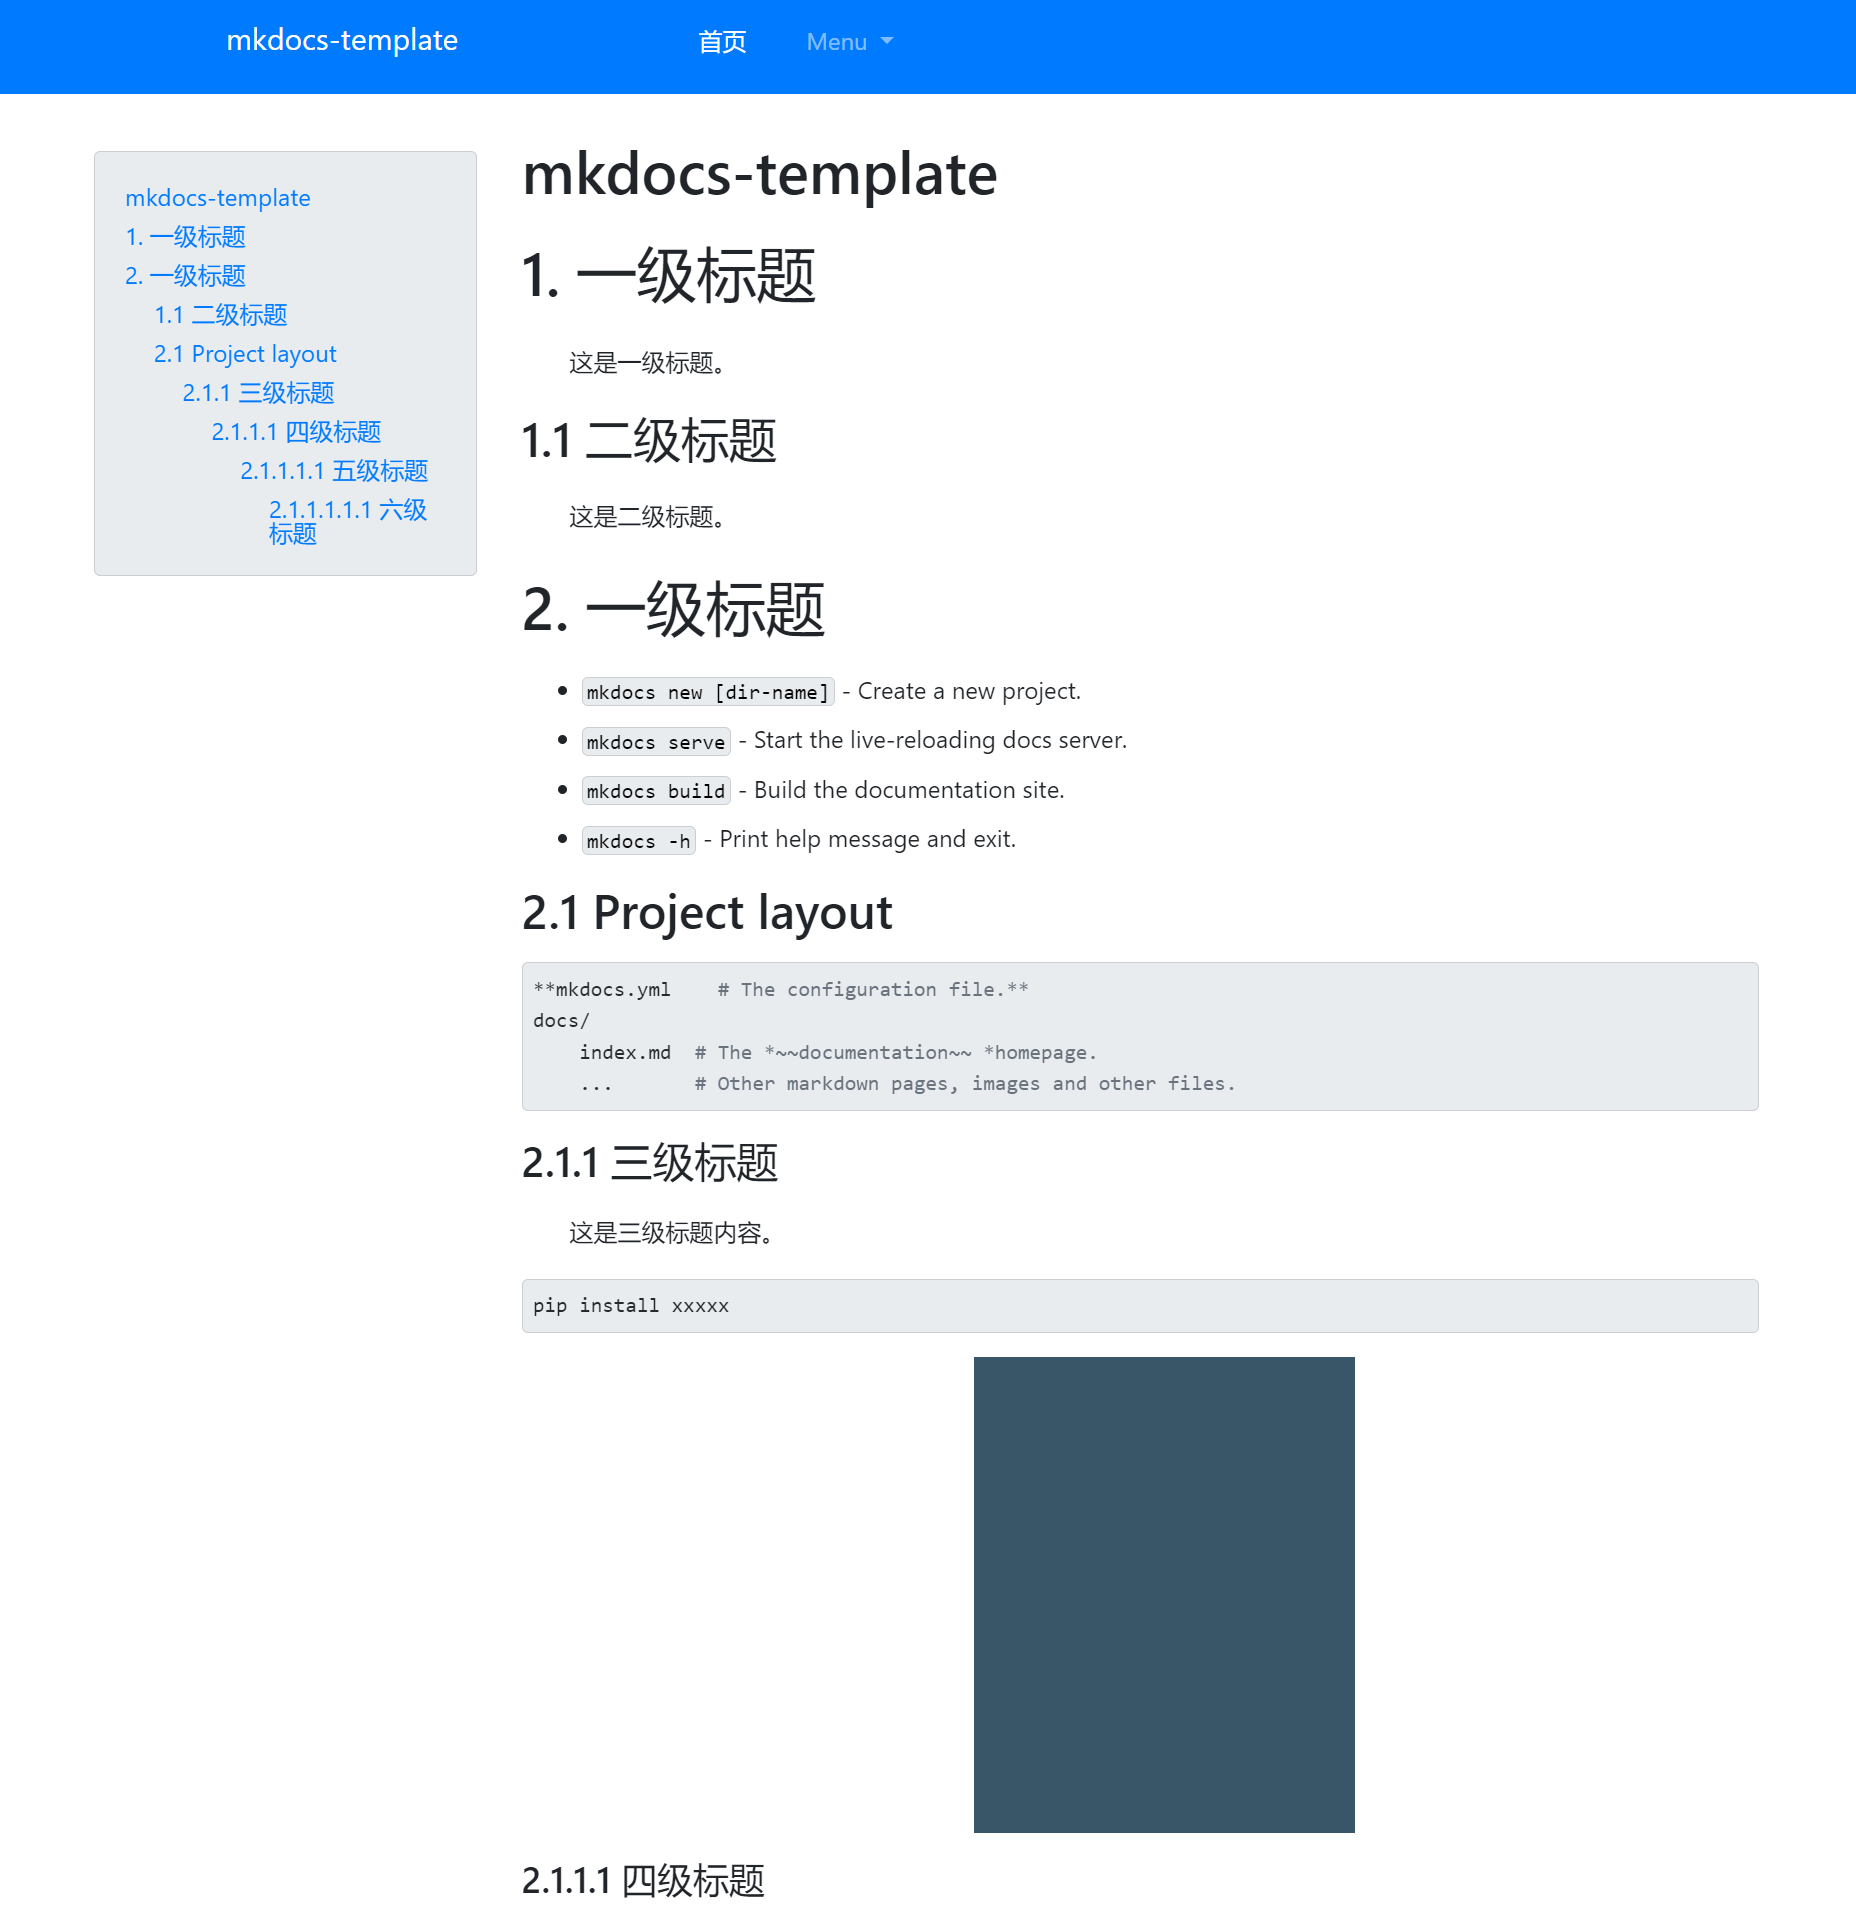 mkdocs-template
首页
Menu
mkdocs-template
1. 一级标题
2. 一级标题
1.1 二级标题
2.1 Project layout
2.1.1 三级标题
2.1.1.1 四级标题
2.1.1.1.1 五级标题
2.1.1.1.1.1 六级
标题
mkdocs-template
1. 一级标题
这是一级标题。
1.1 二级标题
这是二级标题。
2. 一级标题
mkdocs new [dir-name] - Create a new project.
mkdocs serve - Start the live-reloading docs server.
mkdocs build - Build the documentation site.
mkdocs -h - Print help message and exit.
2.1 Project layout
**mkdocs.yml    # The configuration file.**
docs/
    index.md  # The *~~documentation~~ *homepage.
    ...       # Other markdown pages, images and other files.
2.1.1 三级标题
这是三级标题内容。
pip install xxxxx
2.1.1.1 四级标题